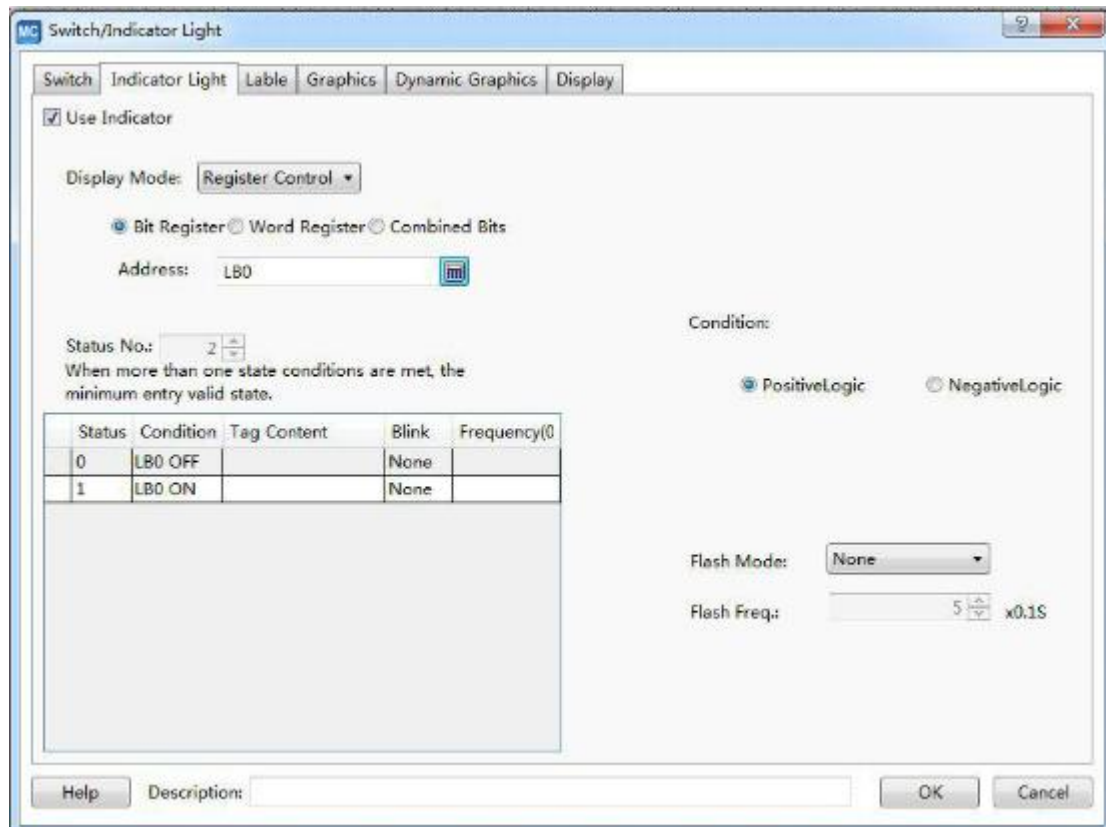 MC Switch/Indicator Light
Switch Indicator Light Lable Graphics Dynamic Graphics Display
Use Indicator
Display Mode: Register Control
Bit Register Word Register Combined Bits
Address: LB0
Condition:
Status No.: 2
When more than one state conditions are met, the
minimum entry valid state.
PositiveLogic NegativeLogic
Status Condition Tag Content Blink Frequency(0
0 LB0 OFF None
1 LB0 ON None
Flash Mode: None
Flash Freq.: 5 x0.1S
Help Description: OK Cancel